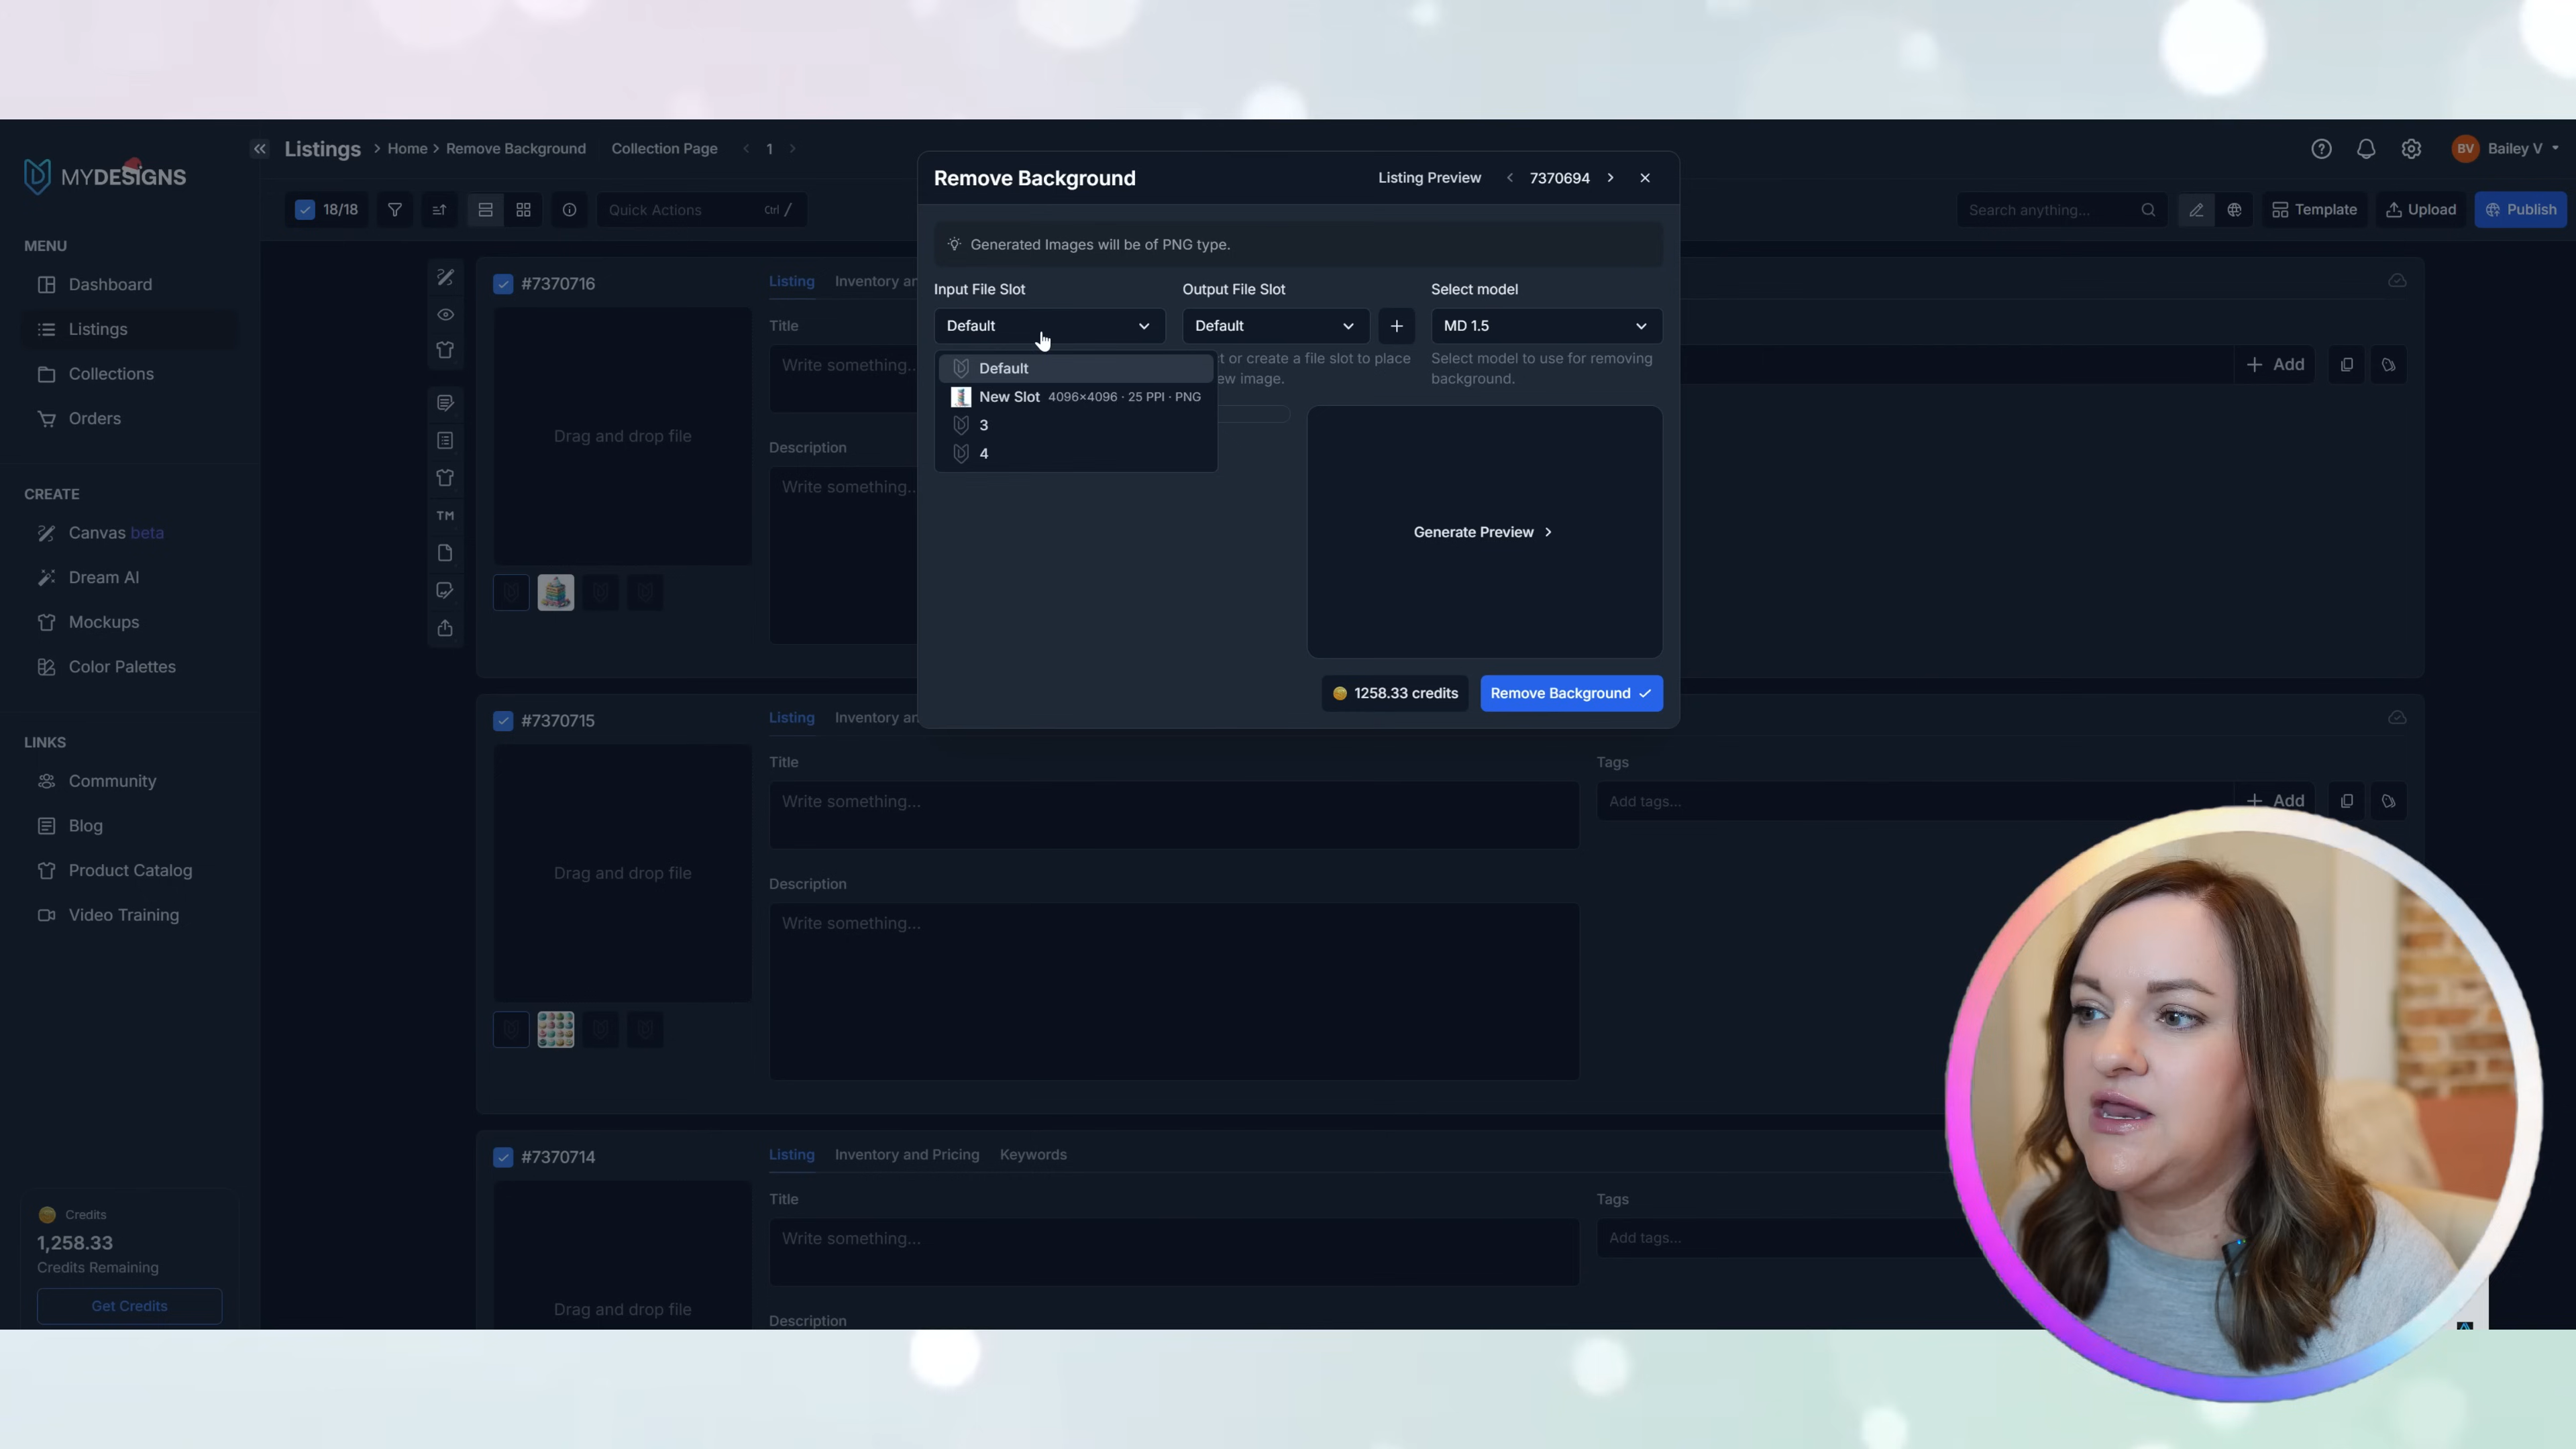 MYDESIGNS
MENU
Dashboard
Listings
Collections
Orders
CREATE
Canvas beta
Dream AI
Mockups
Color Palettes
LINKS
Community
Blog
Product Catalog
Video Training
Credits
1,258.33
Credits Remaining
Get Credits
Listings > Home > Remove Background Collection Page < 1 >
BV Bailey V
18/18 Quick Actions Ctrl /
Search anything... Template Upload Publish
Remove Background Listing Preview < 7370694 >
Generated Images will be of PNG type.
Input File Slot Output File Slot Select model
Default Default + MD 1.5
Default
New Slot 4096×4096 · 25 PPI · PNG
3
4
t or create a file slot to place
ew image.
Select model to use for removing
background.
Generate Preview >
1258.33 credits Remove Background
TM
#7370716 Listing Inventory an
Title
Write something...
+ Add
Drag and drop file
Description
Write something...
#7370715 Listing Inventory an
Title Tags
Write something... Add tags... + Add
Drag and drop file
Description
Write something...
#7370714 Listing Inventory and Pricing Keywords
Title Tags
Write something... Add tags...
Drag and drop file
Description